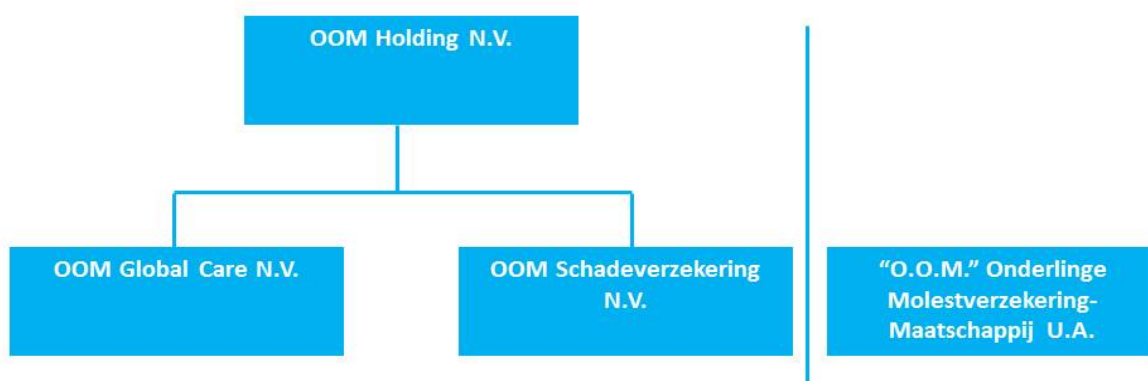 OOM Holding N.V.
OOM Global Care N.V.
OOM Schadeverzekering
N.V.
“O.O.M.” Onderlinge
Molestverzekering-
Maatschappij U.A.